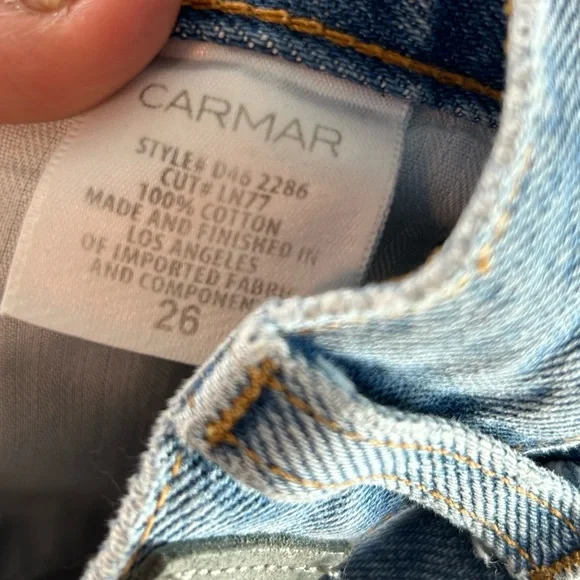 CARMAR
STYLE# D46 2286
CUT# LN77
100% COTTON
MADE AND FINISHED IN
LOS ANGELES
OF IMPORTED FABRIC
AND COMPONEN
26